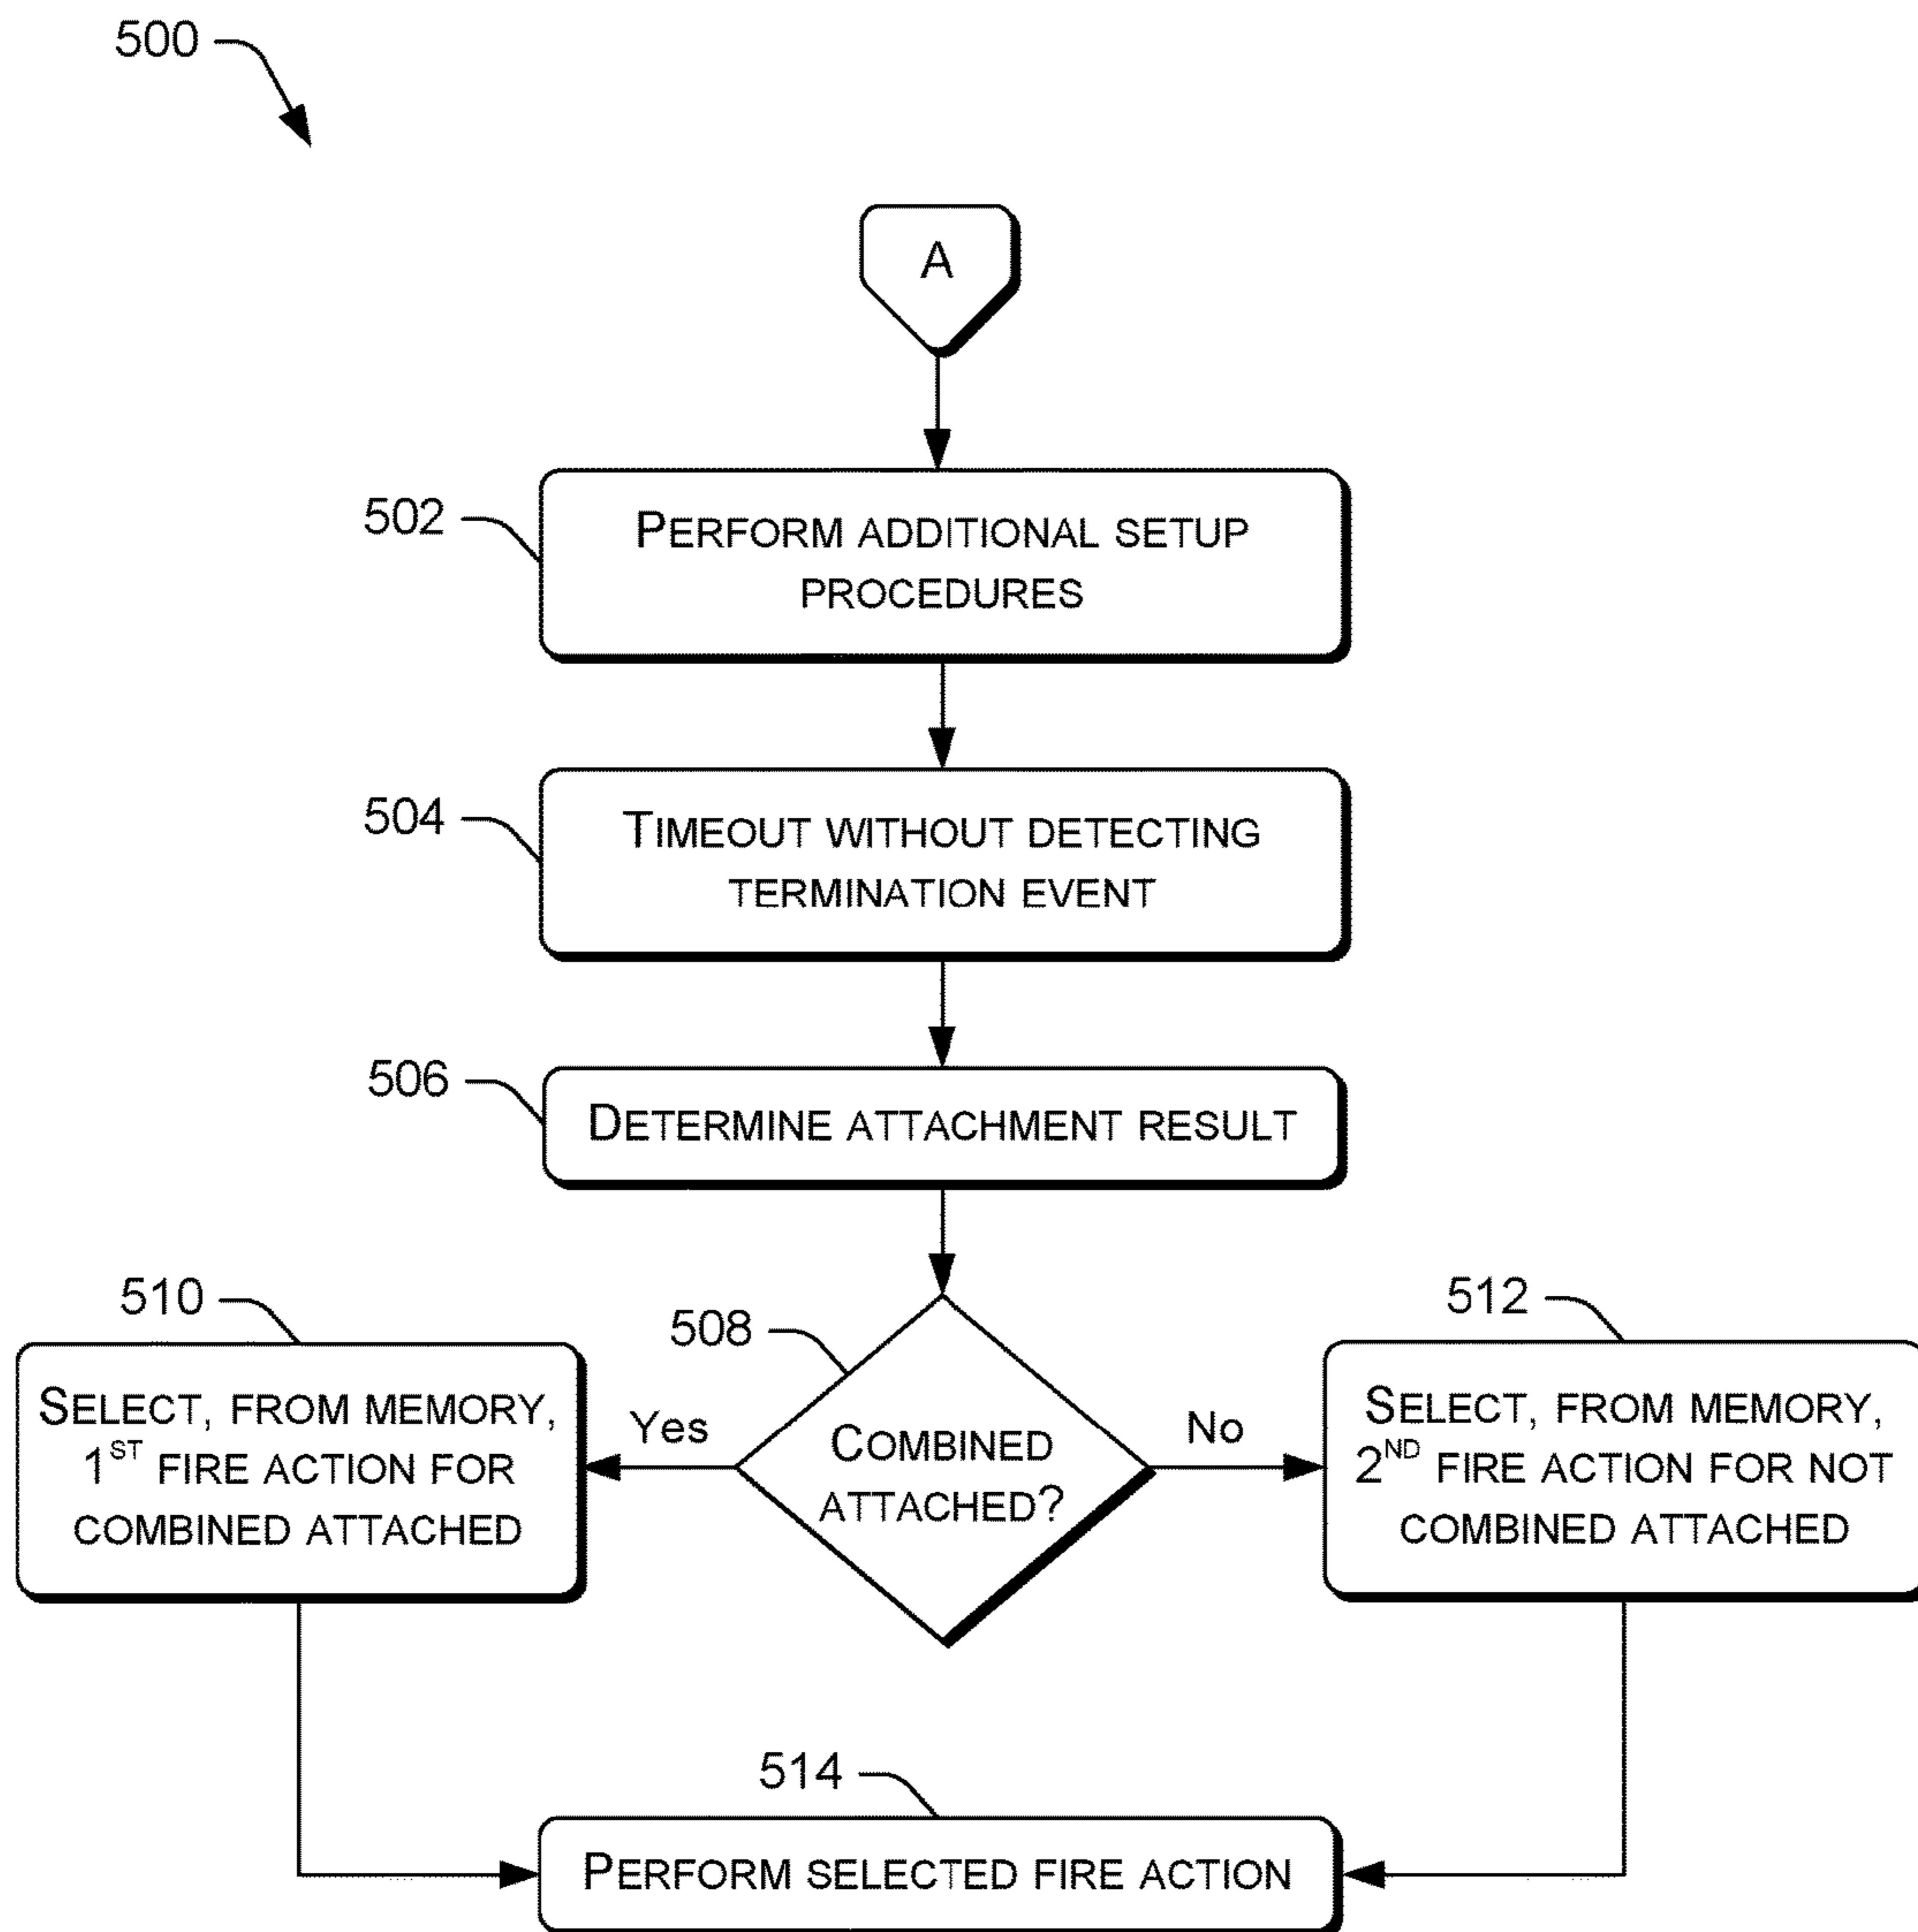 500
A
502
PERFORM ADDITIONAL SETUP
PROCEDURES
504
TIMEOUT WITHOUT DETECTING
TERMINATION EVENT
506
DETERMINE ATTACHMENT RESULT
508
COMBINED
ATTACHED?
Yes
No
510
SELECT, FROM MEMORY,
1ST FIRE ACTION FOR
COMBINED ATTACHED
512
SELECT, FROM MEMORY,
2ND FIRE ACTION FOR NOT
COMBINED ATTACHED
514
PERFORM SELECTED FIRE ACTION